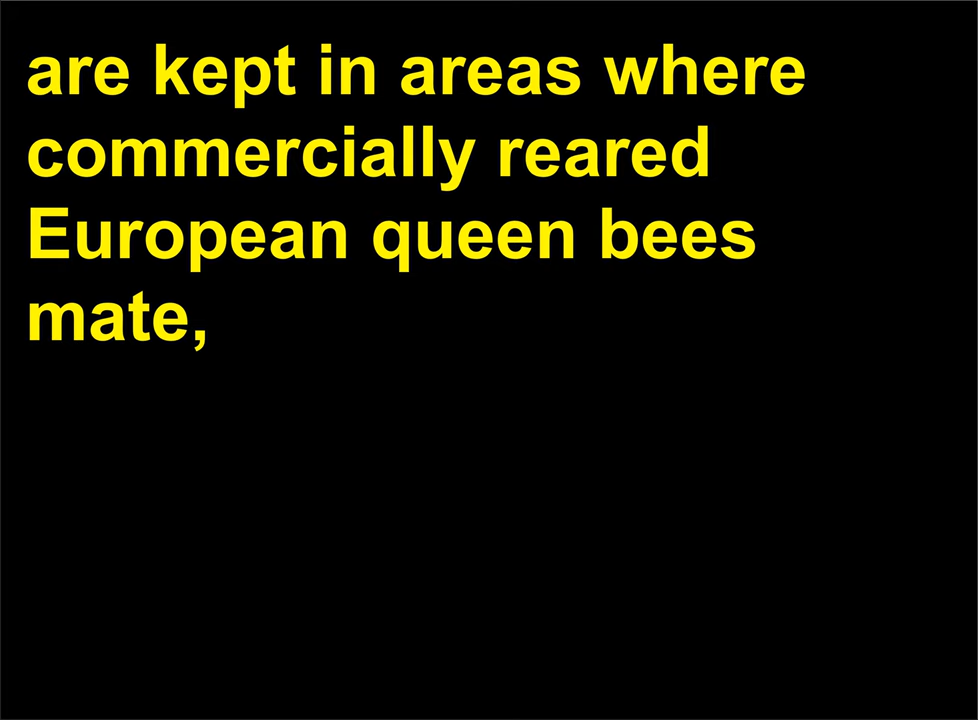 are kept in areas where
commercially reared
European queen bees
mate,